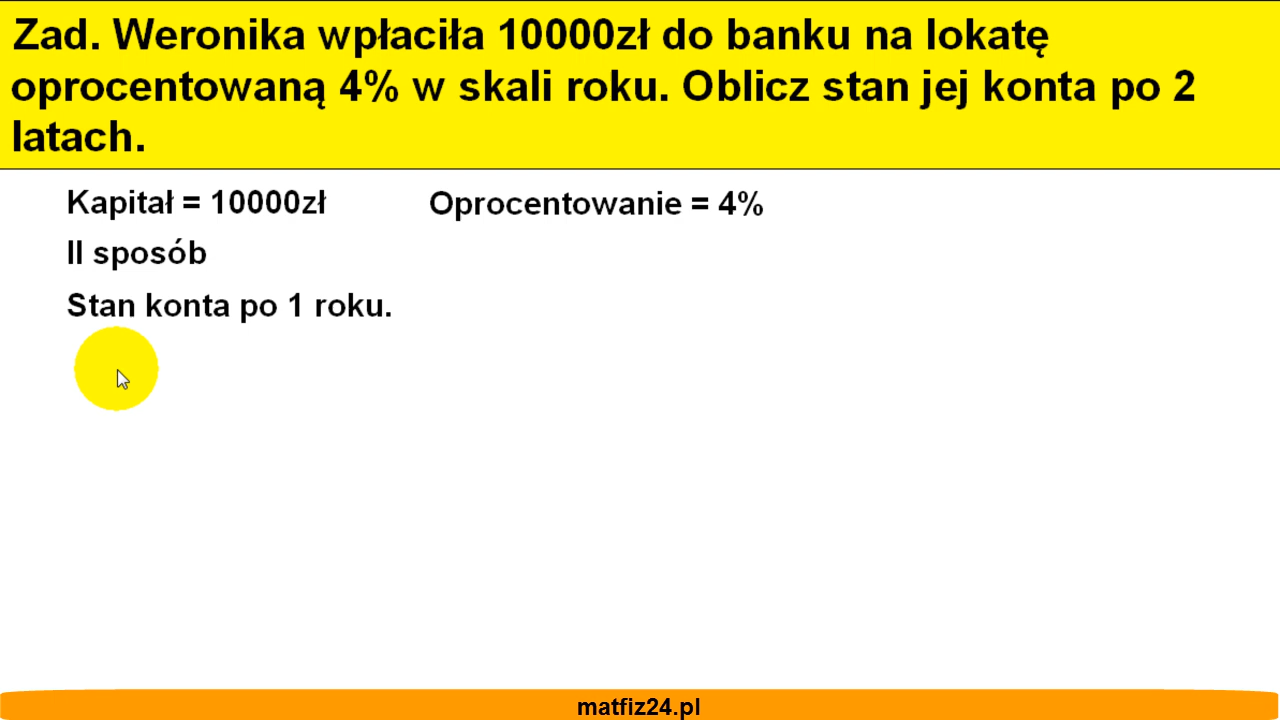 Zad. Weronika wpłaciła 10000zł do banku na lokatę
oprocentowaną 4% w skali roku. Oblicz stan jej konta po 2
latach.
Kapitał = 10000zł Oprocentowanie = 4%
II sposób
Stan konta po 1 roku.
matfiz24.pl